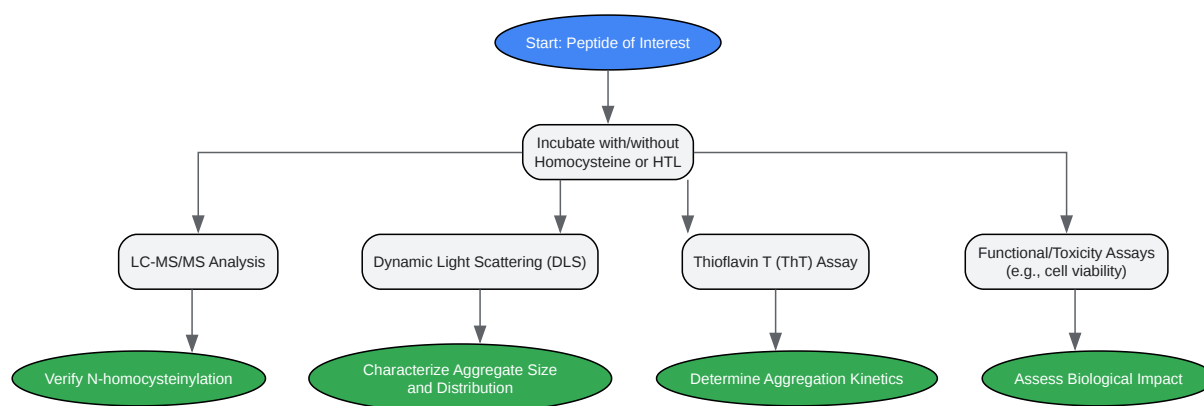 Start: Peptide of Interest
Incubate with/without
Homocysteine or HTL
LC-MS/MS Analysis
Dynamic Light Scattering (DLS)
Thioflavin T (ThT) Assay
Functional/Toxicity Assays
(e.g., cell viability)
Verify N-homocysteinylation
Characterize Aggregate Size
and Distribution
Determine Aggregation Kinetics
Assess Biological Impact